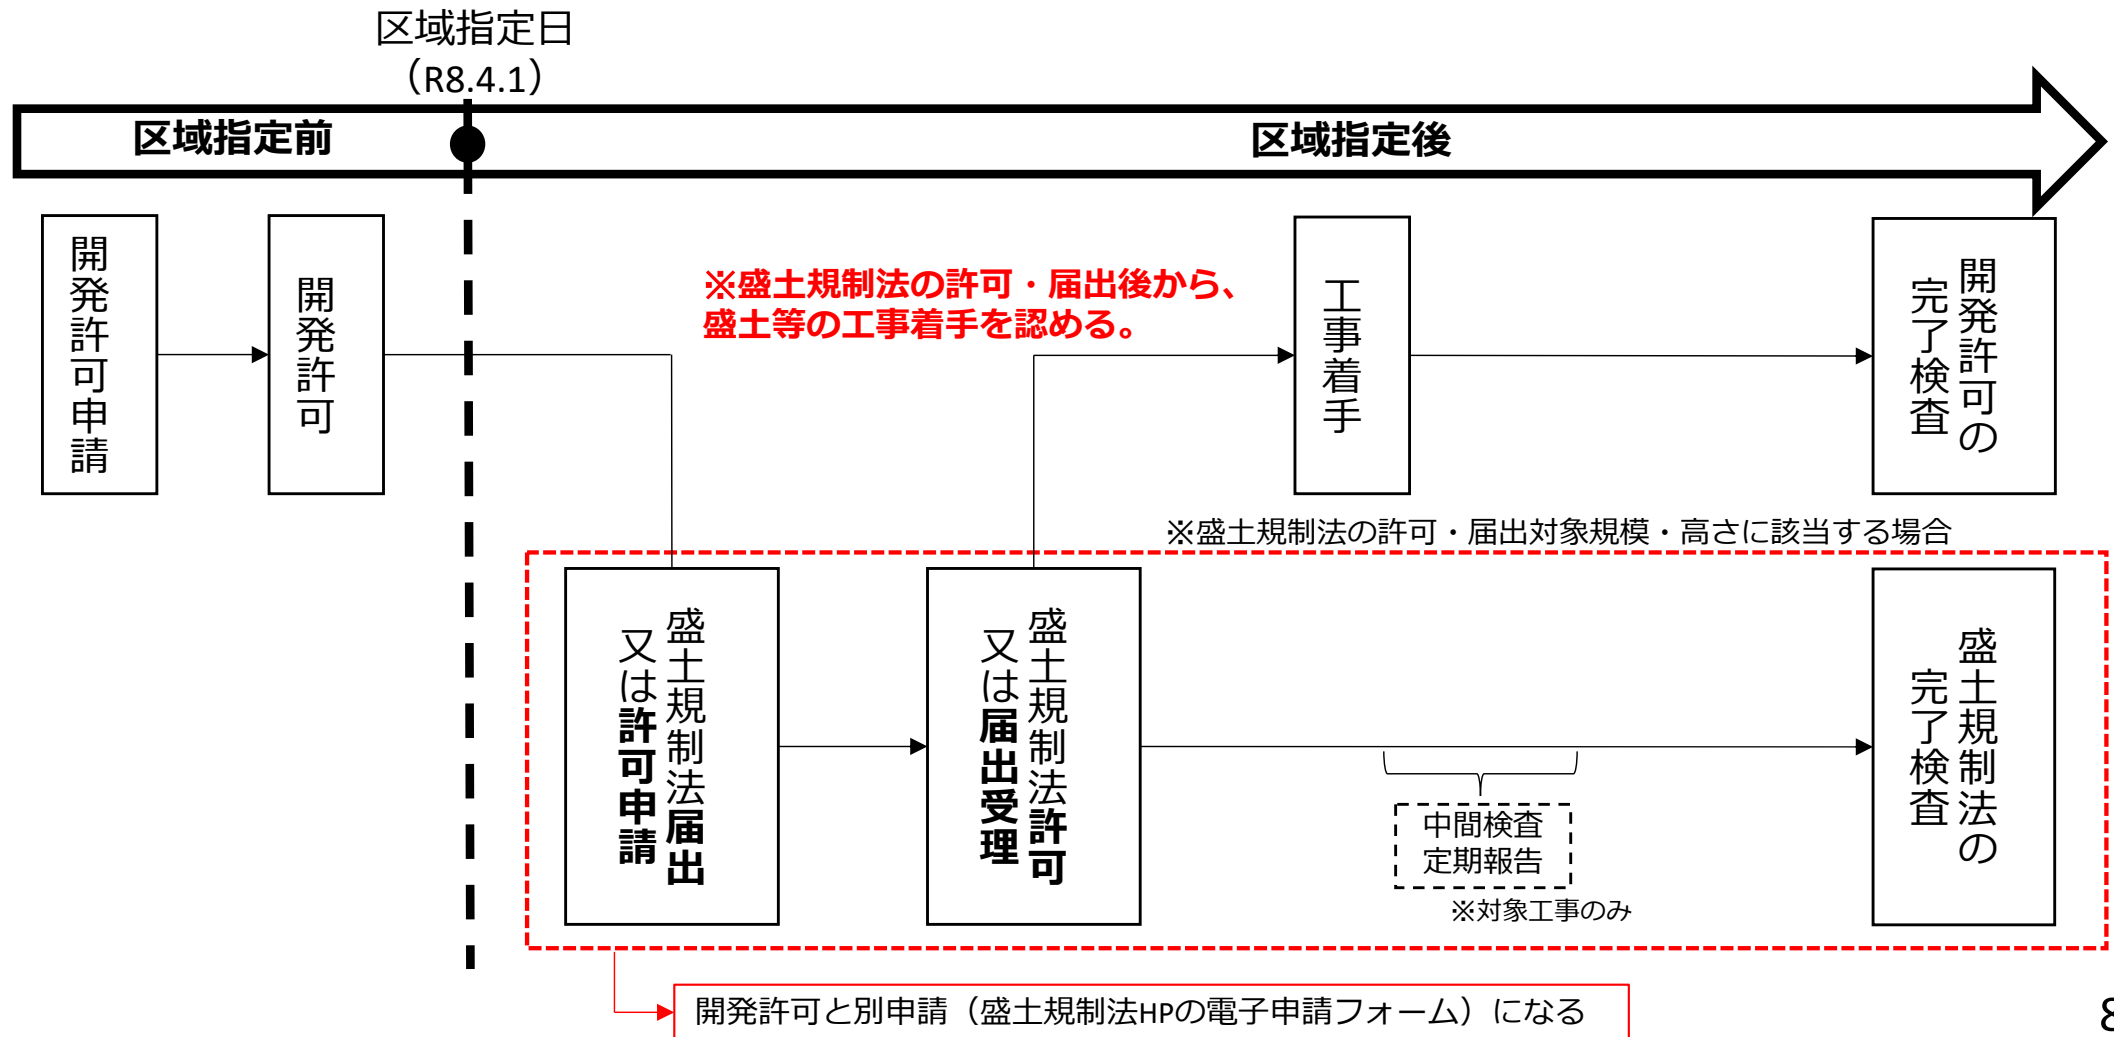 区域指定日
（R8.4.1）
区域指定前
区域指定後
開発許可申請
開発許可
※盛土規制法の許可・届出後から、
盛土等の工事着手を認める。
工事着手
開発許可の
完了検査
※盛土規制法の許可・届出対象規模・高さに該当する場合
盛土規制法届出
又は許可申請
盛土規制法許可
又は届出受理
中間検査
定期報告
※対象工事のみ
盛土規制法の
完了検査
開発許可と別申請（盛土規制法HPの電子申請フォーム）になる
8